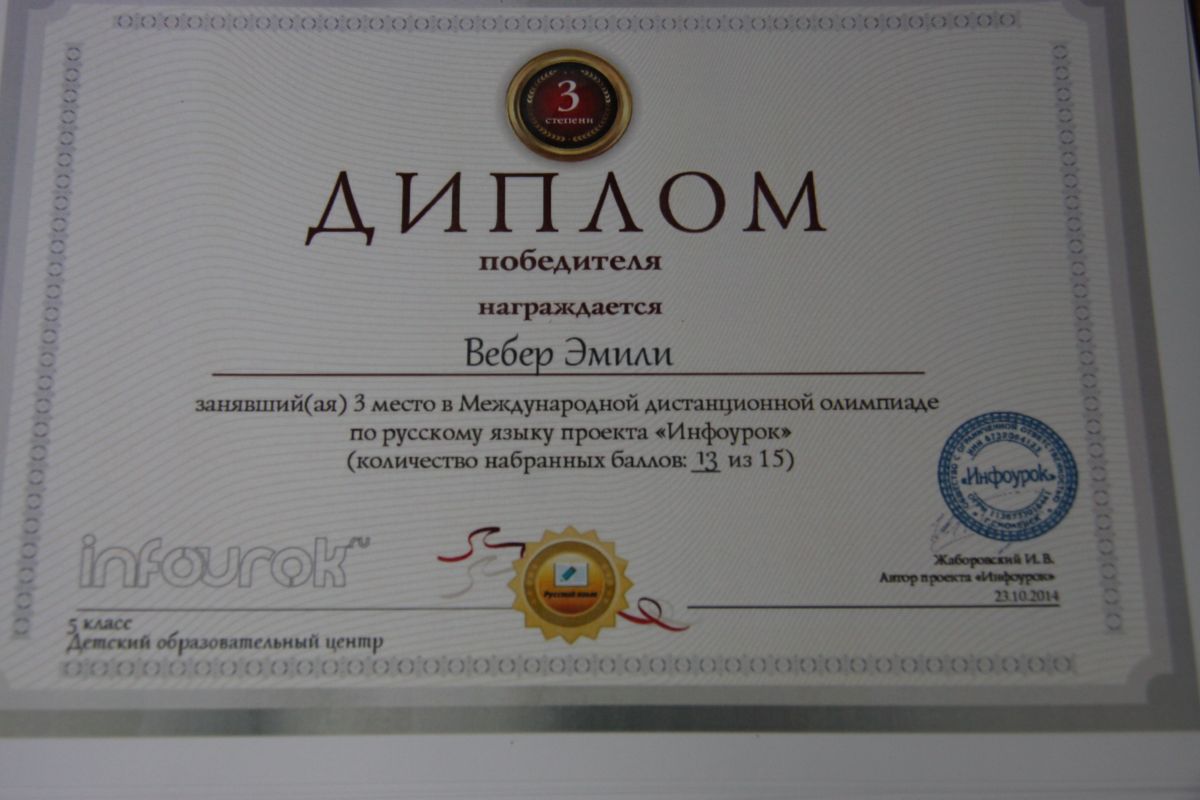 3
степени
ДИПЛОМ
победителя
награждается
Вебер Эмили
занявший(ая) 3 место в Международной дистанционной олимпиаде
по русскому языку проекта «Инфоурок»
(количество набранных баллов: 13 из 15)
«Инфоурок»
infourok.ru
Русский язык
Жаборовский И. В.
Автор проекта «Инфоурок»
23.10.2014
5 класс
Детский образовательный центр